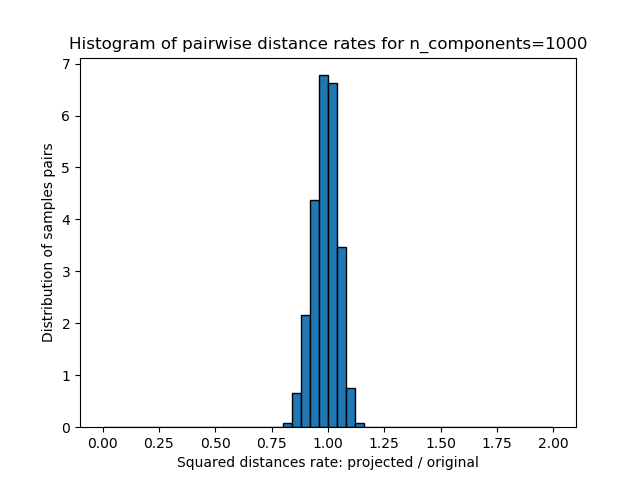 Histogram of pairwise distance rates for n_components=1000
7
6
5
4
3
2
1
0
Distribution of samples pairs
0.00 0.25 0.50 0.75 1.00 1.25 1.50 1.75 2.00
Squared distances rate: projected / original